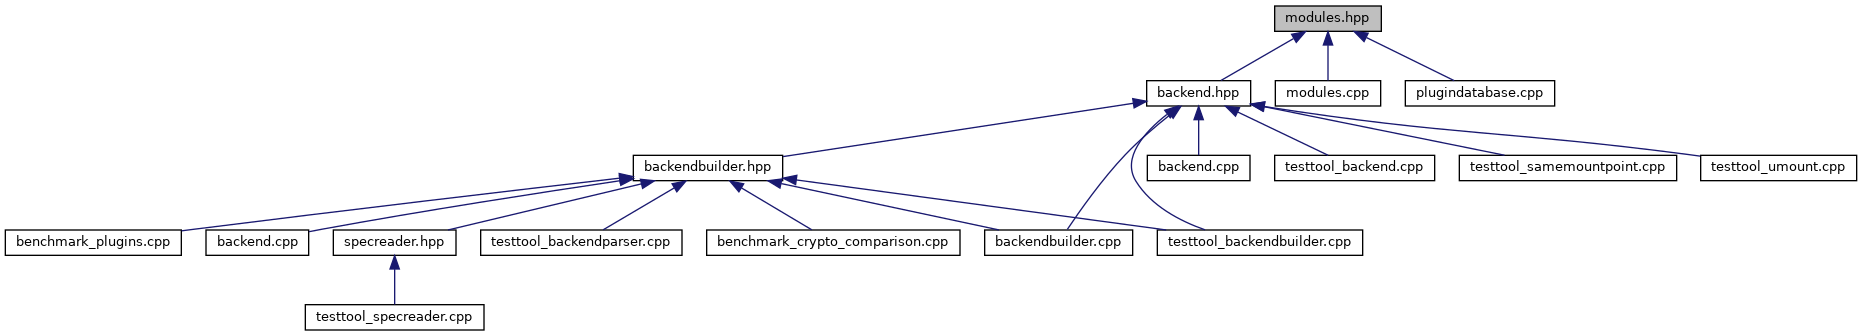 modules.hpp
backend.hpp
modules.cpp
plugindatabase.cpp
backendbuilder.hpp
backend.cpp
testtool_backend.cpp
testtool_samemountpoint.cpp
testtool_umount.cpp
benchmark_plugins.cpp
backend.cpp
specreader.hpp
testtool_backendparser.cpp
benchmark_crypto_comparison.cpp
backendbuilder.cpp
testtool_backendbuilder.cpp
testtool_specreader.cpp